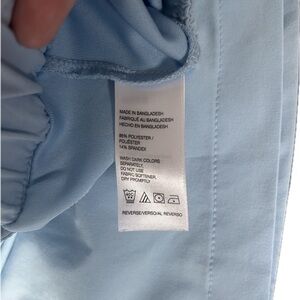 MADE IN BANGLADESH
FABRIQUÉ AU BANGLADESH
HECHO EN BANGLADESH
86% POLYESTER/
POLIÉSTER
14% SPANDEX
WASH DARK COLORS
SEPARATELY,
DO NOT USE
FABRIC SOFTENER,
DRY PROMPTLY
REVERSE/VERSO/AL REVERSO